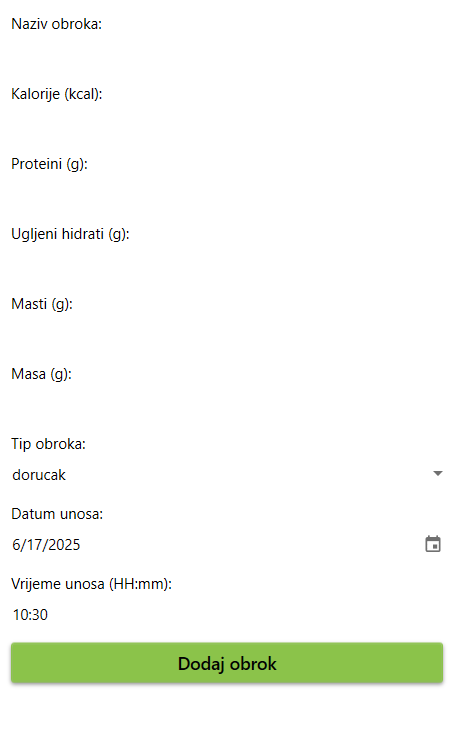 Naziv obroka:
Kalorije (kcal):
Proteini (g):
Ugljeni hidrati (g):
Masti (g):
Masa (g):
Tip obroka:
dorucak
Datum unosa:
6/17/2025
Vrijeme unosa (HH:mm):
10:30
Dodaj obrok